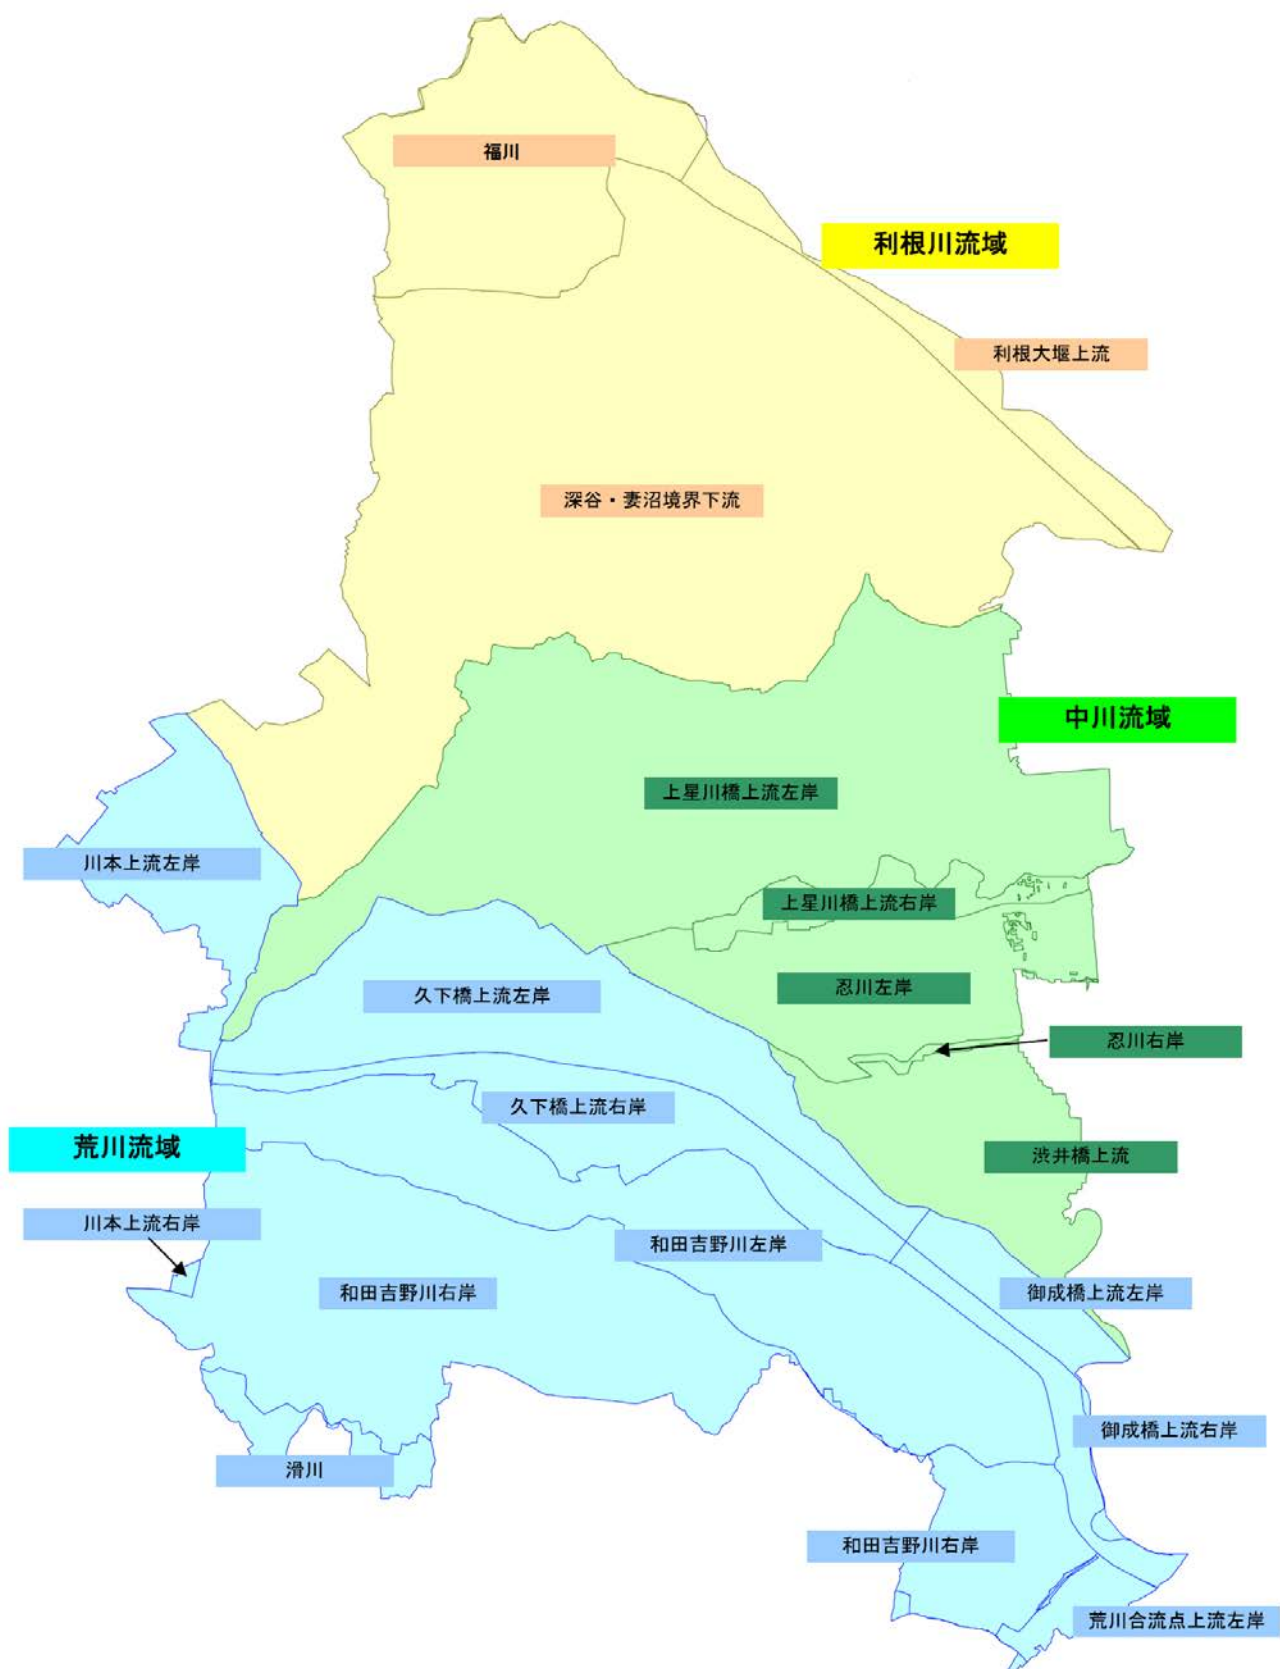 福川
利根川流域
利根大堰上流
深谷・妻沼境界下流
中川流域
上星川橋上流左岸
川本上流左岸
上星川橋上流右岸
忍川左岸
久下橋上流左岸
忍川右岸
久下橋上流右岸
荒川流域
渋井橋上流
川本上流右岸
和田吉野川左岸
和田吉野川右岸
御成橋上流左岸
御成橋上流右岸
滑川
和田吉野川右岸
荒川合流点上流左岸